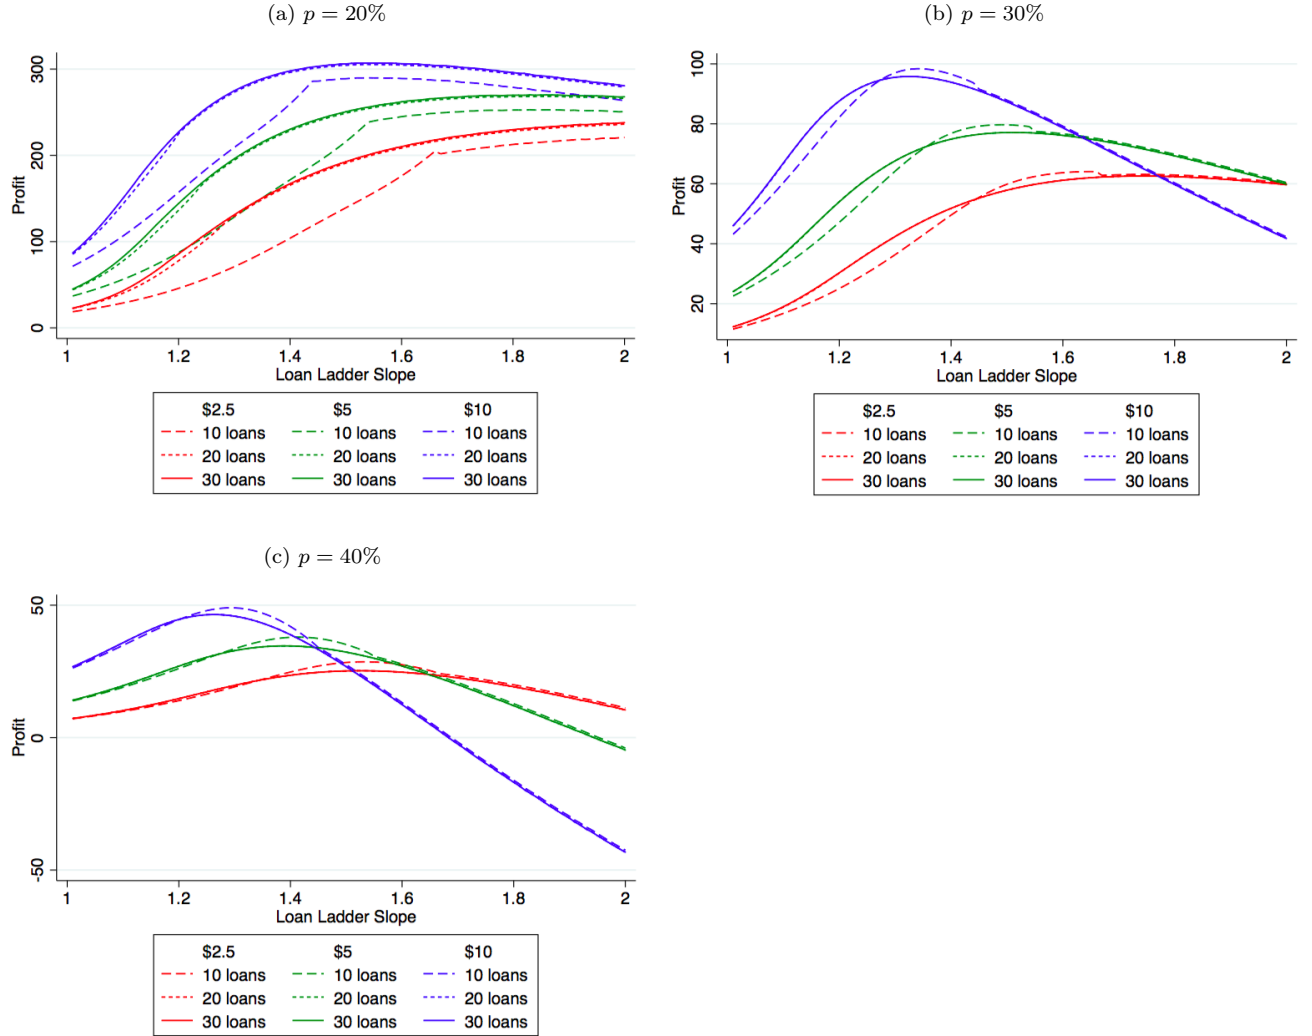 (a) p = 20%
300
200
100
0
Profit
1 1.2 1.4 1.6 1.8 2
Loan Ladder Slope
$2.5 $5 $10
10 loans 10 loans 10 loans
20 loans 20 loans 20 loans
30 loans 30 loans 30 loans
(b) p = 30%
100
80
60
40
20
Profit
1 1.2 1.4 1.6 1.8 2
Loan Ladder Slope
$2.5 $5 $10
10 loans 10 loans 10 loans
20 loans 20 loans 20 loans
30 loans 30 loans 30 loans
(c) p = 40%
50
0
-50
Profit
1 1.2 1.4 1.6 1.8 2
Loan Ladder Slope
$2.5 $5 $10
10 loans 10 loans 10 loans
20 loans 20 loans 20 loans
30 loans 30 loans 30 loans